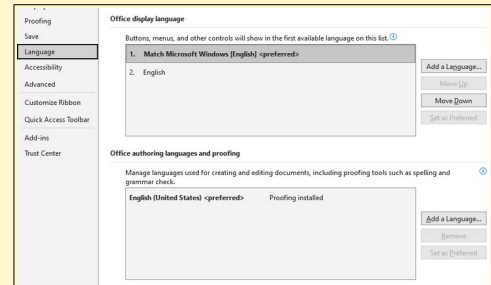 Proofing
Save
Language
Accessibility
Advanced
Customize Ribbon
Quick Access Toolbar
Add-ins
Trust Center
Office display language
Buttons, menus, and other controls will show in the first available language on this list.
1. Match Microsoft Windows [English] <preferred>
2. English
Add a Language...
Move Up
Move Down
Set as Preferred
Office authoring languages and proofing
Manage languages used for creating and editing documents, including proofing tools such as spelling and
grammar check.
English (United States) <preferred> Proofing installed
Add a Language...
Remove
Set as Preferred